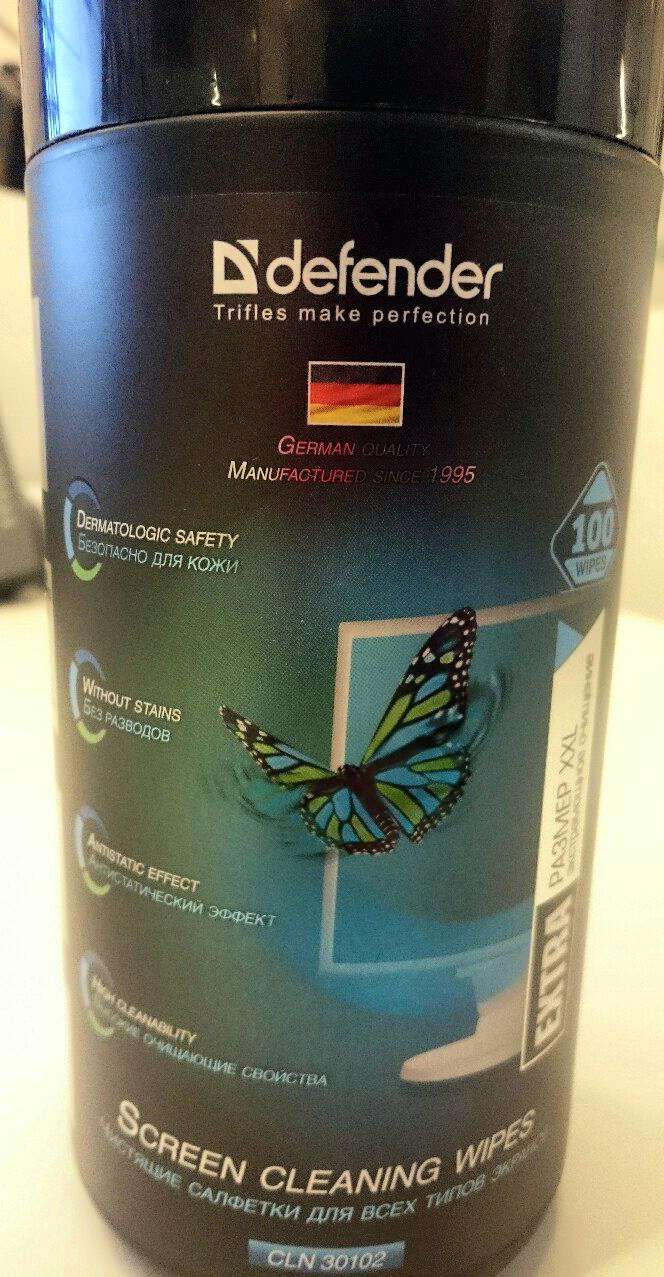 defender
Trifles make perfection
GERMAN QUALITY
MANUFACTURED SINCE 1995
100
WIPES
DERMATOLOGIC SAFETY
БЕЗОПАСНО ДЛЯ КОЖИ
WITHOUT STAINS
БЕЗ РАЗВОДОВ
ANTISTATIC EFFECT
АНТИСТАТИЧЕСКИЙ ЭФФЕКТ
HIGH CLEANABILITY
ОЧИЩАЮЩИЕ СВОЙСТВА
EXTRA
РАЗМЕР XXL
SCREEN CLEANING WIPES
ЧИСТЯЩИЕ САЛФЕТКИ ДЛЯ ВСЕХ ТИПОВ ЭКРАНОВ
CLN 30102